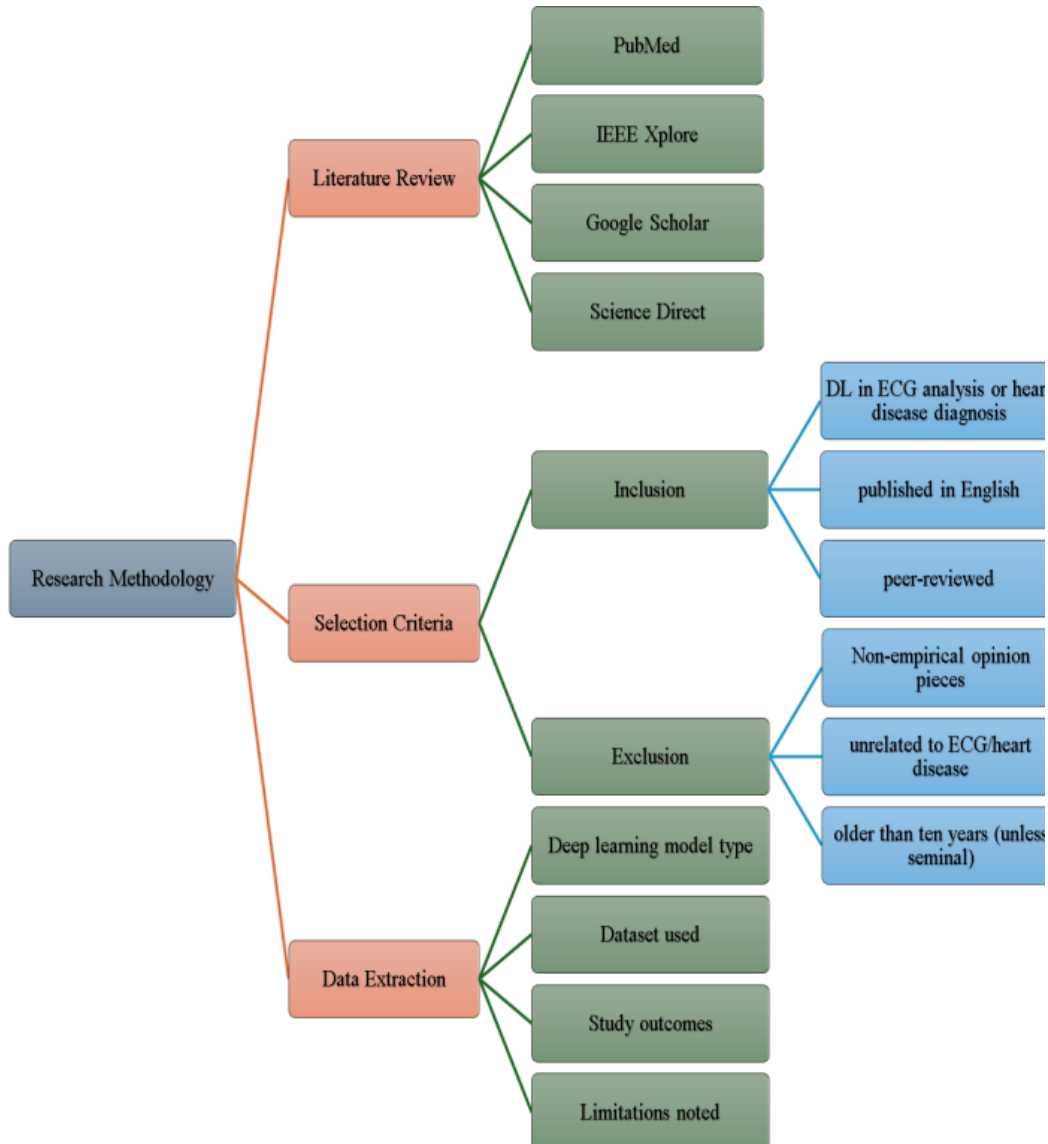 Research Methodology
Literature Review
PubMed
IEEE Xplore
Google Scholar
Science Direct
Selection Criteria
Inclusion
DL in ECG analysis or heart
disease diagnosis
published in English
peer-reviewed
Exclusion
Non-empirical opinion
pieces
unrelated to ECG/heart
disease
older than ten years (unless
seminal)
Data Extraction
Deep learning model type
Dataset used
Study outcomes
Limitations noted